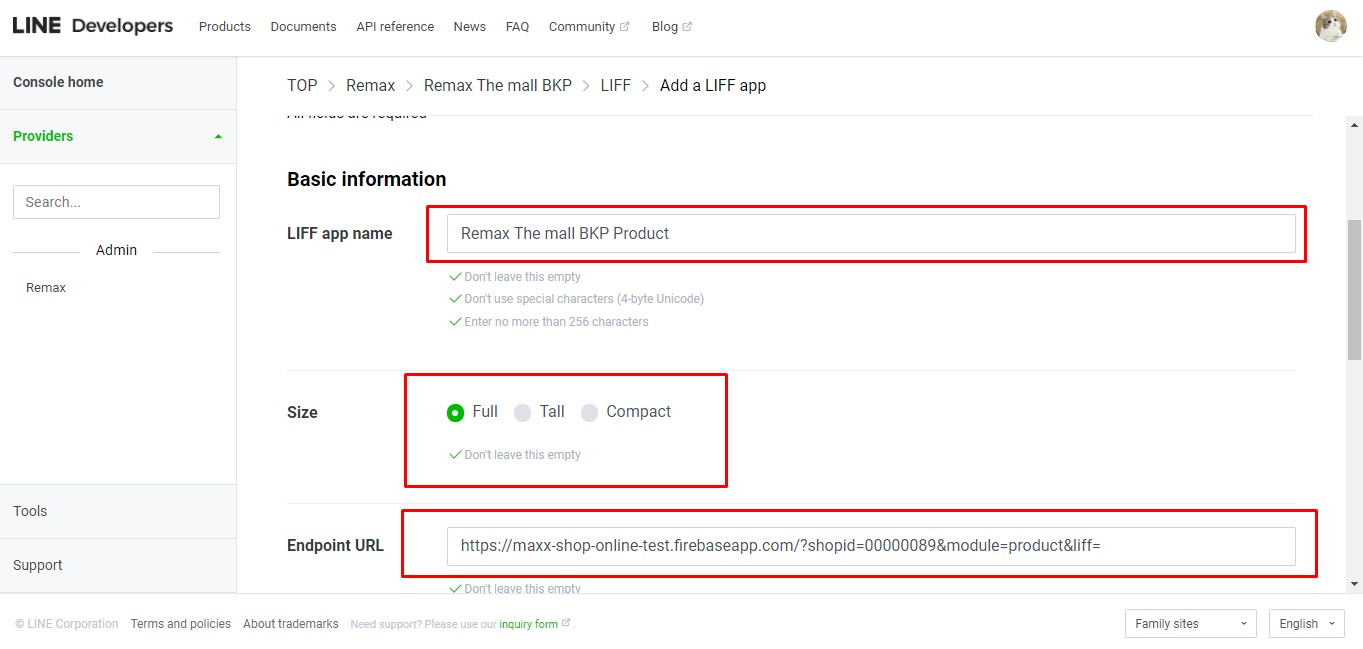 LINE Developers Products Documents API reference News FAQ Community Blog
Console home
Providers
Search...
Admin
Remax
Tools
Support
TOP > Remax > Remax The mall BKP > LIFF > Add a LIFF app
All fields are required
Basic information
LIFF app name
Remax The mall BKP Product
Don't leave this empty
Don't use special characters (4-byte Unicode)
Enter no more than 256 characters
Size
Full Tall Compact
Don't leave this empty
Endpoint URL
https://maxx-shop-online-test.firebaseapp.com/?shopid=00000089&module=product&liff=
Don't leave this empty
© LINE Corporation Terms and policies About trademarks Need support? Please use our inquiry form .
Family sites
English